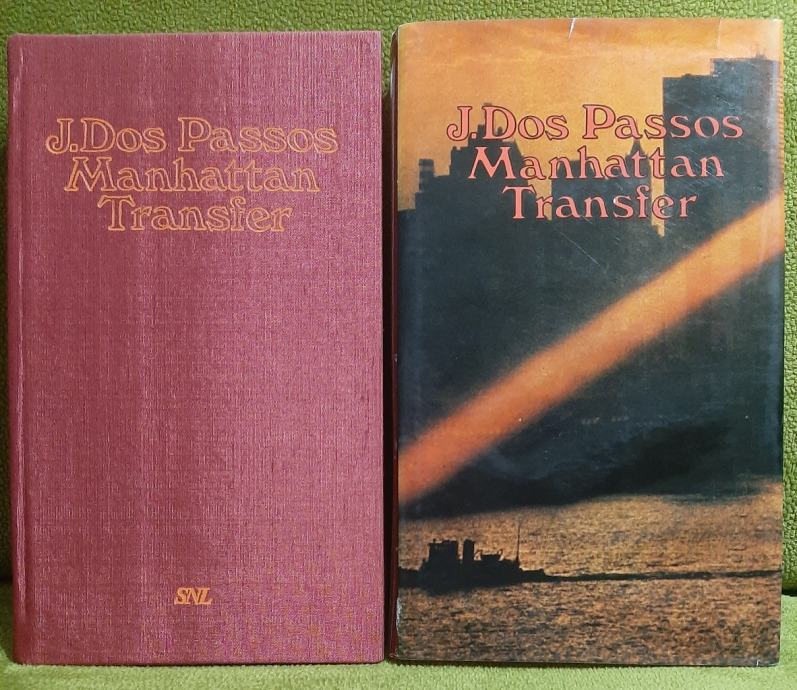 J. Dos Passos
Manhattan
Transfer
SNL
J. Dos Passos
Manhattan
Transfer